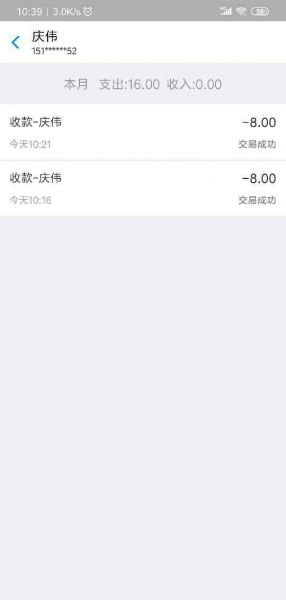 10:39 | 3.0K/s
庆伟
151******52
本月 支出:16.00 收入:0.00
收款-庆伟 -8.00
今天10:21 交易成功
收款-庆伟 -8.00
今天10:16 交易成功